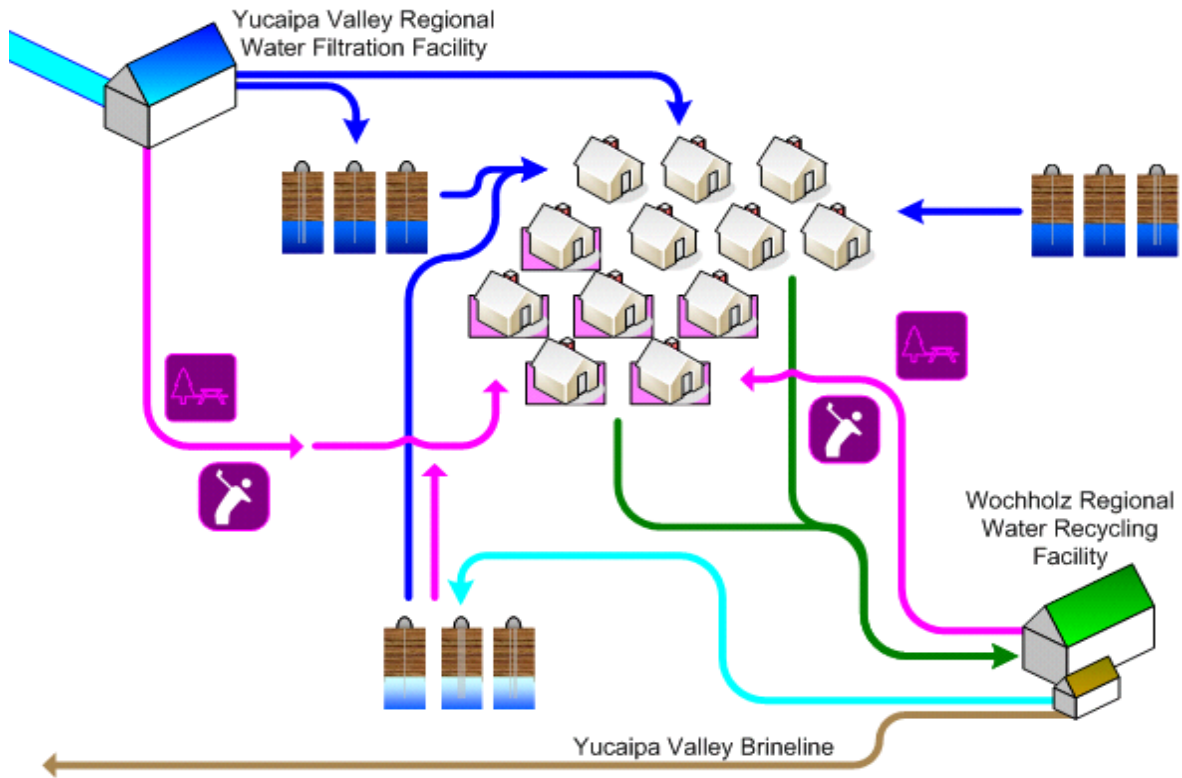 Yucaipa Valley Regional
Water Filtration Facility
Wochholz Regional
Water Recycling
Facility
Yucaipa Valley Brineline